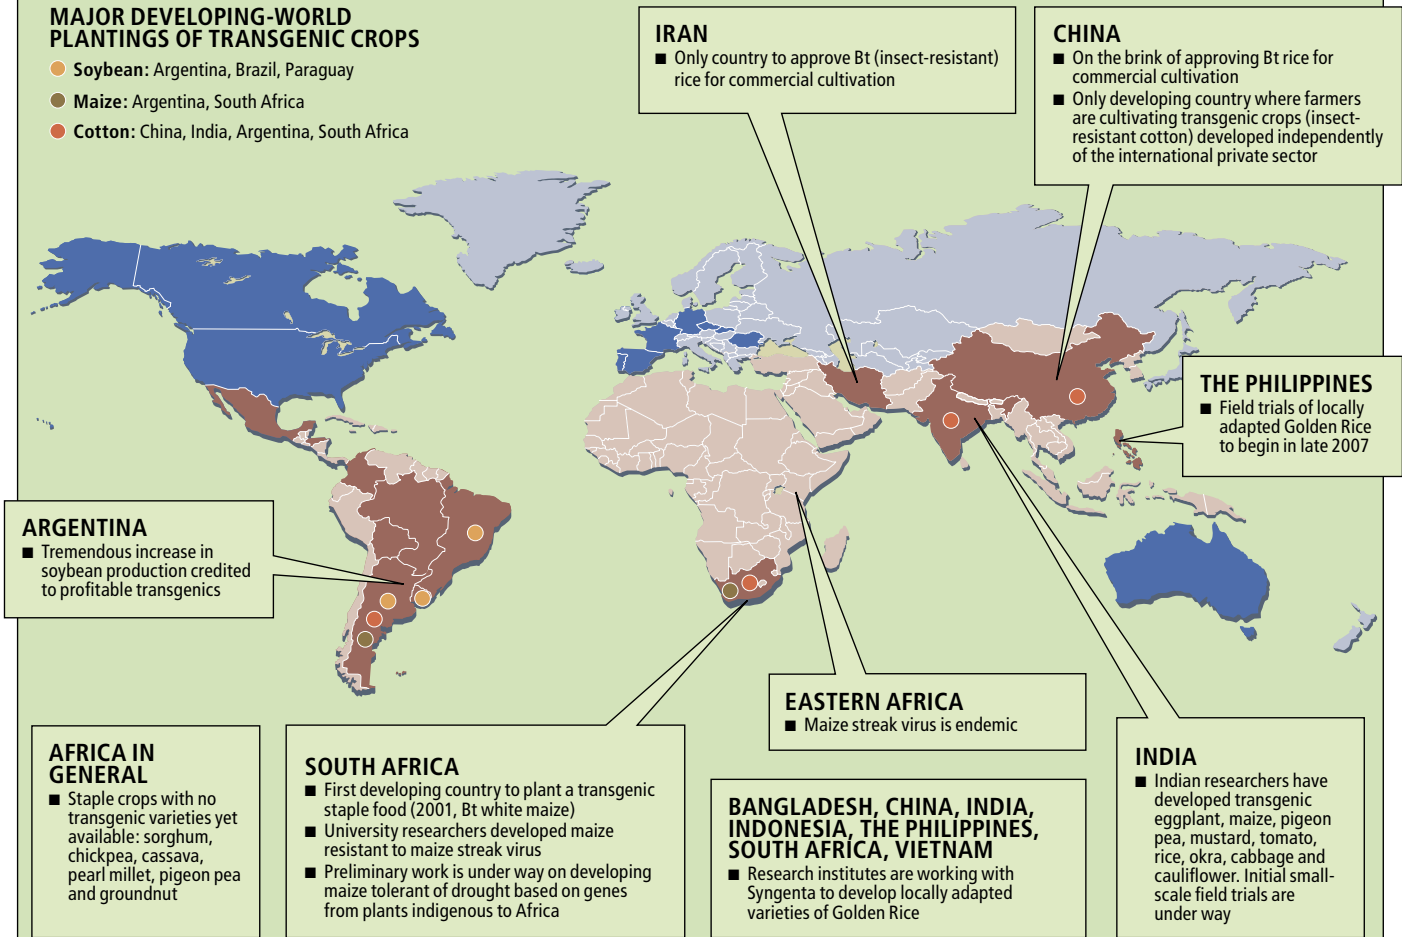 MAJOR DEVELOPING-WORLD
PLANTINGS OF TRANSGENIC CROPS
Soybean: Argentina, Brazil, Paraguay
Maize: Argentina, South Africa
Cotton: China, India, Argentina, South Africa
IRAN
■ Only country to approve Bt (insect-resistant)
rice for commercial cultivation
CHINA
■ On the brink of approving Bt rice for
commercial cultivation
■ Only developing country where farmers
are cultivating transgenic crops (insect-
resistant cotton) developed independently
of the international private sector
THE PHILIPPINES
■ Field trials of locally
adapted Golden Rice
to begin in late 2007
ARGENTINA
■ Tremendous increase in
soybean production credited
to profitable transgenics
EASTERN AFRICA
■ Maize streak virus is endemic
AFRICA IN
GENERAL
■ Staple crops with no
transgenic varieties yet
available: sorghum,
chickpea, cassava,
pearl millet, pigeon pea
and groundnut
SOUTH AFRICA
■ First developing country to plant a transgenic
staple food (2001, Bt white maize)
■ University researchers developed maize
resistant to maize streak virus
■ Preliminary work is under way on developing
maize tolerant of drought based on genes
from plants indigenous to Africa
BANGLADESH, CHINA, INDIA,
INDONESIA, THE PHILIPPINES,
SOUTH AFRICA, VIETNAM
■ Research institutes are working with
Syngenta to develop locally adapted
varieties of Golden Rice
INDIA
■ Indian researchers have
developed transgenic
eggplant, maize, pigeon
pea, mustard, tomato,
rice, okra, cabbage and
cauliflower. Initial small-
scale field trials are
under way